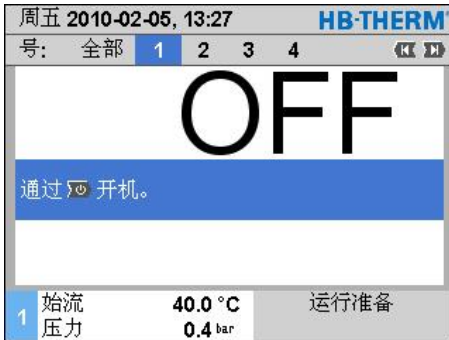 周五 2010-02-05, 13:27 HB-THERM
号: 全部 1 2 3 4
OFF
通过 开机。
1 始流 40.0 °C 运行准备
压力 0.4 bar